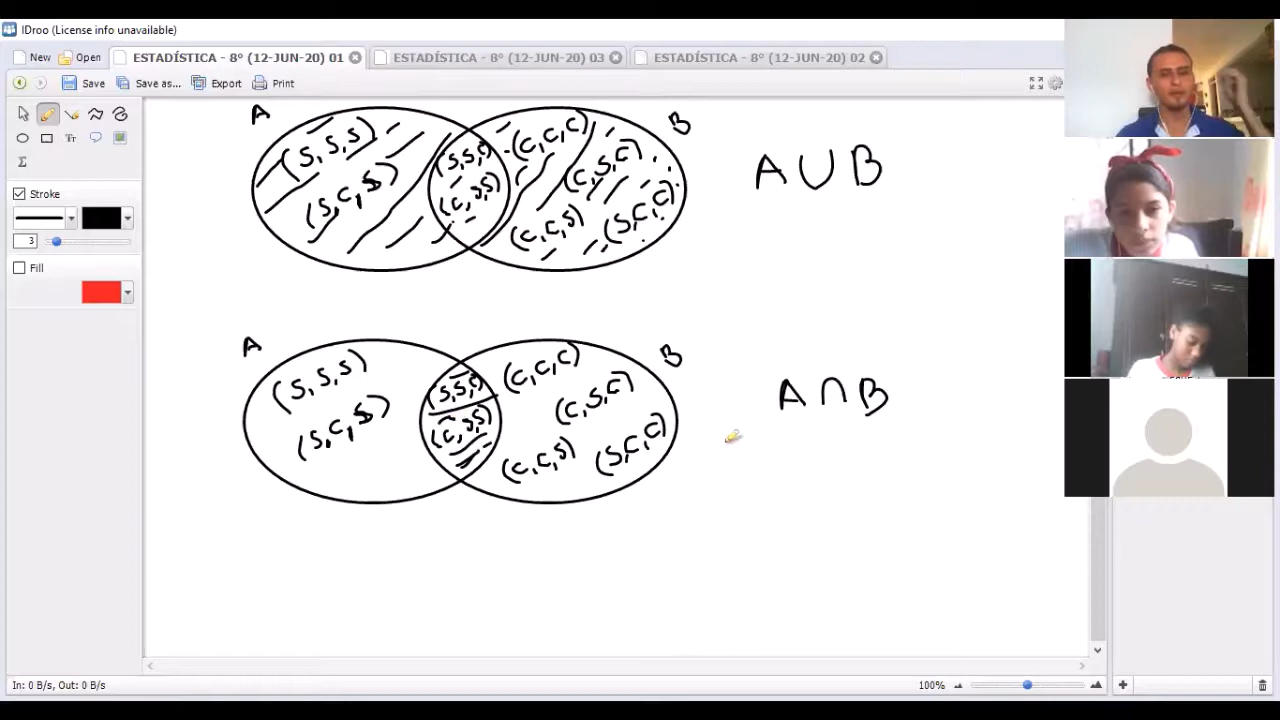 IDroo (License info unavailable)
New Open ESTADÍSTICA - 8° (12-JUN-20) 01 ESTADÍSTICA - 8° (12-JUN-20) 03 ESTADÍSTICA - 8° (12-JUN-20) 02
Save Save as... Export Print
A B
(S,S,S) (S,S,C) (C,C,C)
(S,C,S) (C,S,S) (C,S,C)
(C,C,S) (S,C,C)
A∪B
Tr
Σ
Stroke
3
Fill
A B
(S,S,S) (S,S,C) (C,C,C)
(S,C,S) (C,S,S) (C,S,C)
(C,C,S) (S,C,C)
A∩B
In: 0 B/s, Out: 0 B/s 100%